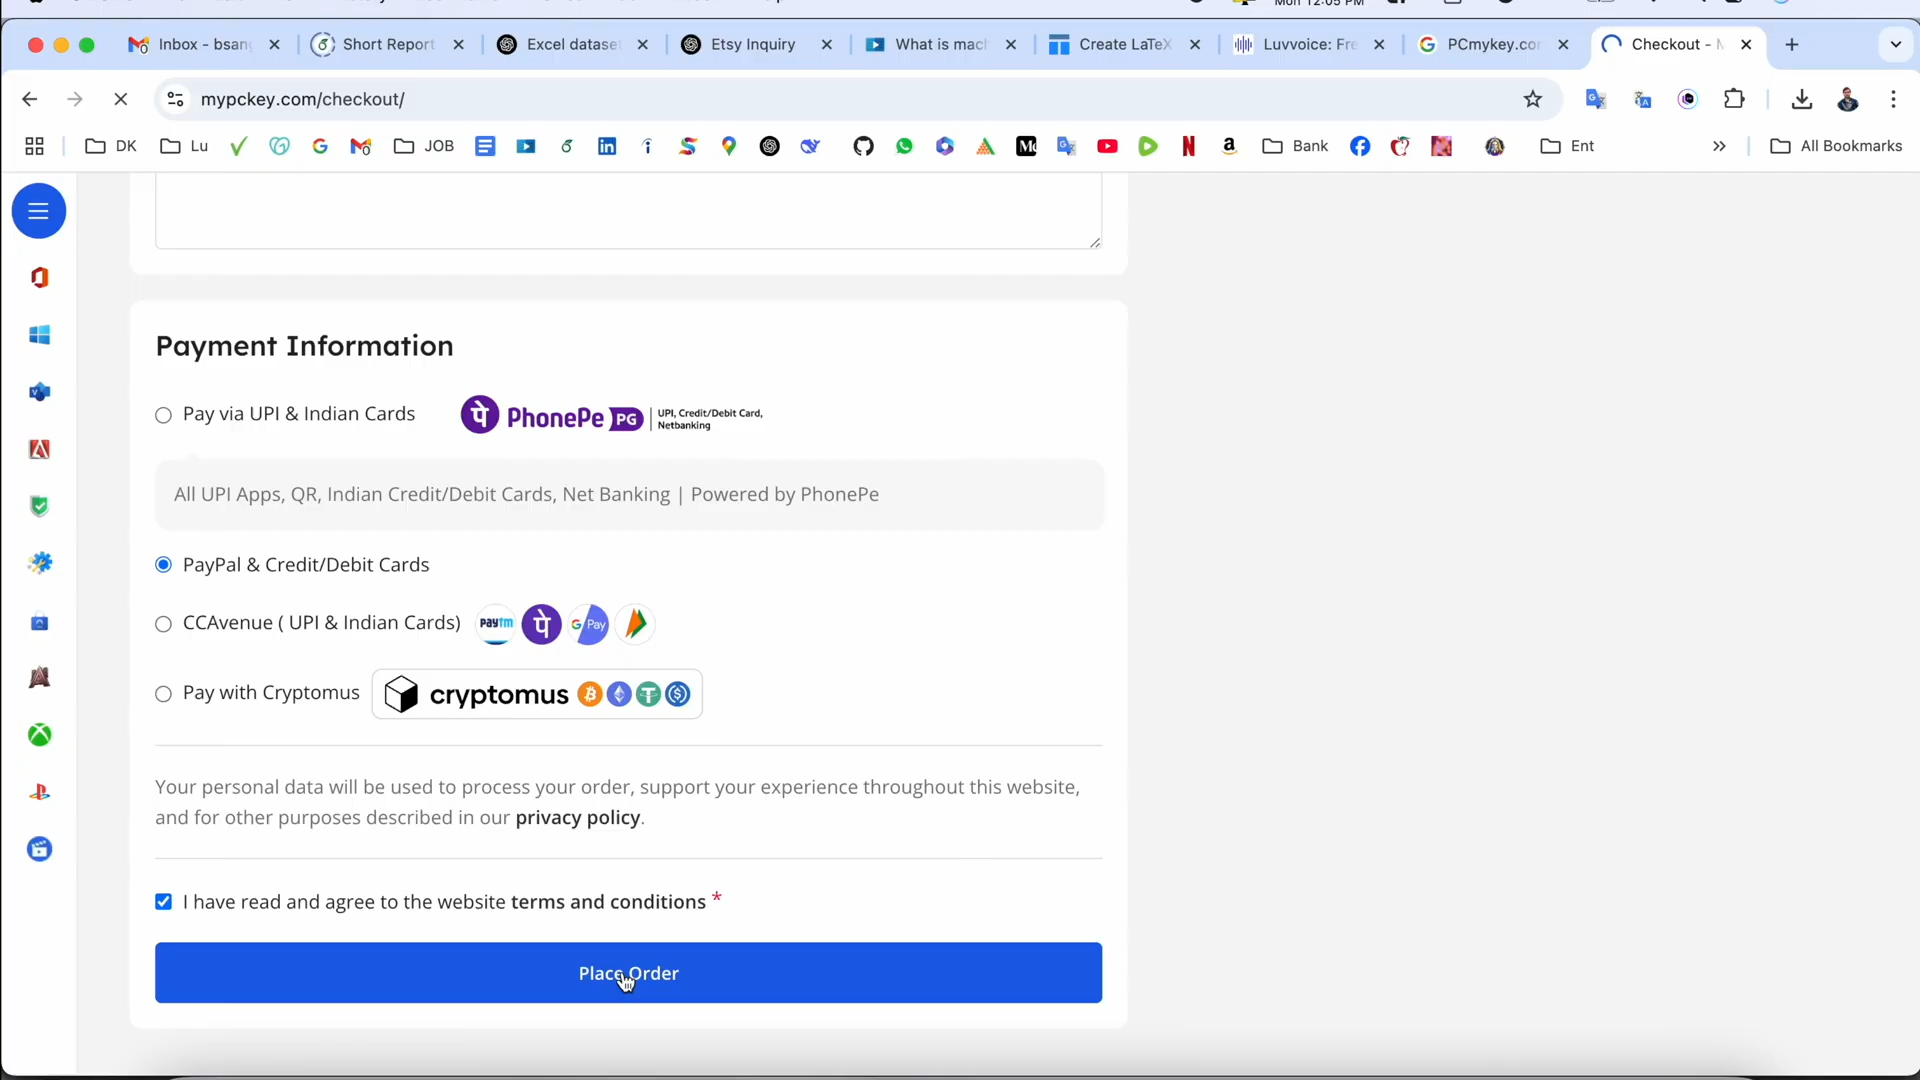 Mon 12:05 PM
Inbox - bsan
Short Report
Excel datase
Etsy Inquiry
What is mac
Create LaTeX
Luvvoice: Fre
PCmykey.co
Checkout - M
mypckey.com/checkout/
DK
Lu
JOB
Bank
Ent
All Bookmarks
Payment Information
Pay via UPI & Indian Cards
PhonePe PG
UPI, Credit/Debit Card,
Netbanking
All UPI Apps, QR, Indian Credit/Debit Cards, Net Banking | Powered by PhonePe
PayPal & Credit/Debit Cards
CCAvenue ( UPI & Indian Cards)
paytm
पे
G Pay
Pay with Cryptomus
cryptomus
Your personal data will be used to process your order, support your experience throughout this website,
and for other purposes described in our privacy policy.
I have read and agree to the website terms and conditions *
Place Order